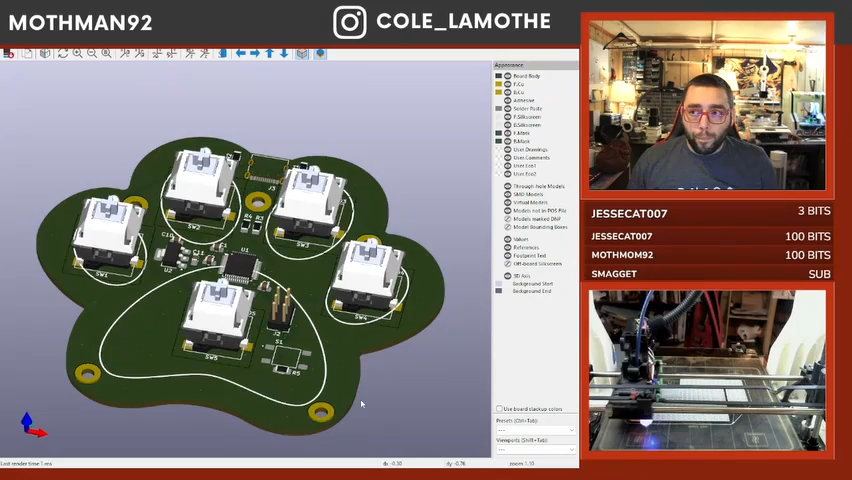 MOTHMAN92
COLE_LAMOTHE
Appearance
Board Body
F.Cu
B.Cu
Adhesive
Solder Paste
F.Silkscreen
B.Silkscreen
F.Mask
B.Mask
User.Drawings
User.Comments
User.Eco1
User.Eco2
Through-hole Models
SMD Models
Virtual Models
Models not in POS File
Models marked DNP
Model Bounding Boxes
Values
References
Footprint Text
Off-board Silkscreen
3D Axis
Background Start
Background End
Use board stackup colors
Presets (Ctrl+Tab):
---
Viewports (Shift+Tab):
---
J3
SW2
R4
R3
SW3
C10
U2
U1
SW1
SW4
J2
S1
SW5
R5
Last render time 1 ms
dx -0.30
dy -0.76
zoom 1.10
JESSECAT007
3 BITS
JESSECAT007
100 BITS
MOTHMOM92
100 BITS
SMAGGET
SUB